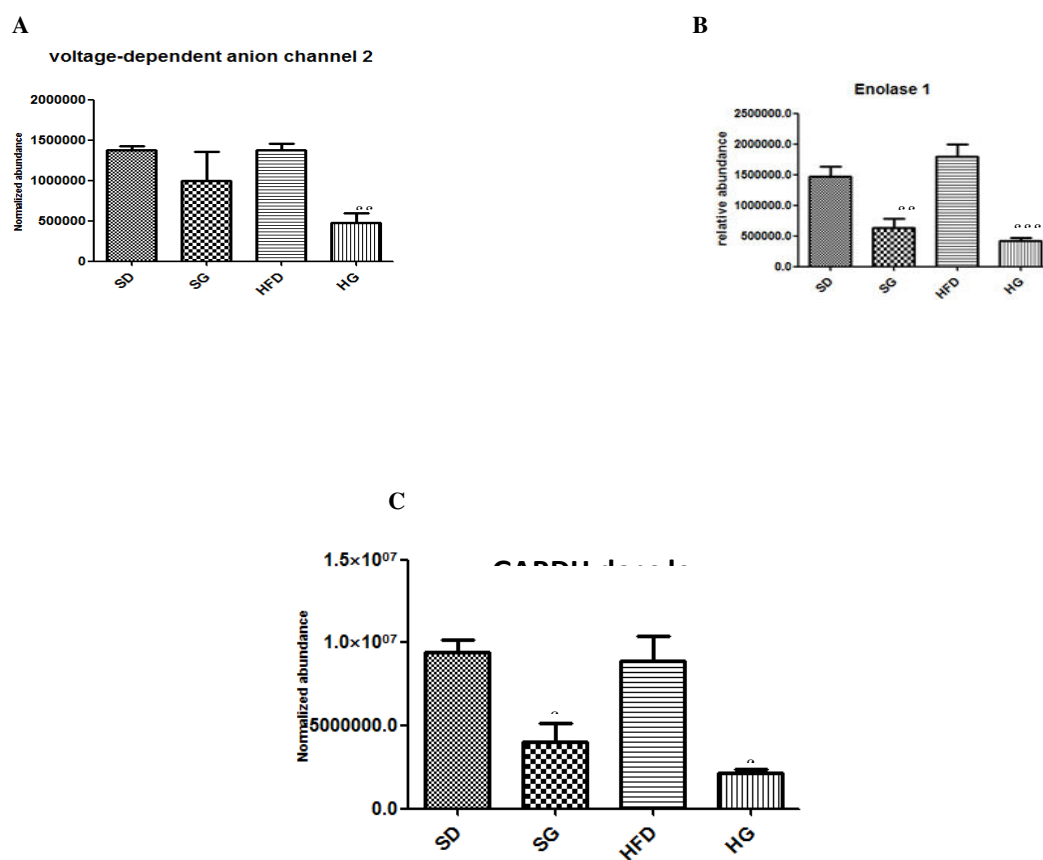 A
voltage-dependent anion channel 2
Normalized abundance
2000000
1500000
1000000
500000
0
SD
SG
HFD
HG
B
Enolase 1
relative abundance
2500000.0
2000000.0
1500000.0
1000000.0
500000.0
0.0
SD
SG
HFD
HG
C
Normalized abundance
1.5×10⁰⁷
1.0×10⁰⁷
5000000.0
0.0
SD
SG
HFD
HG